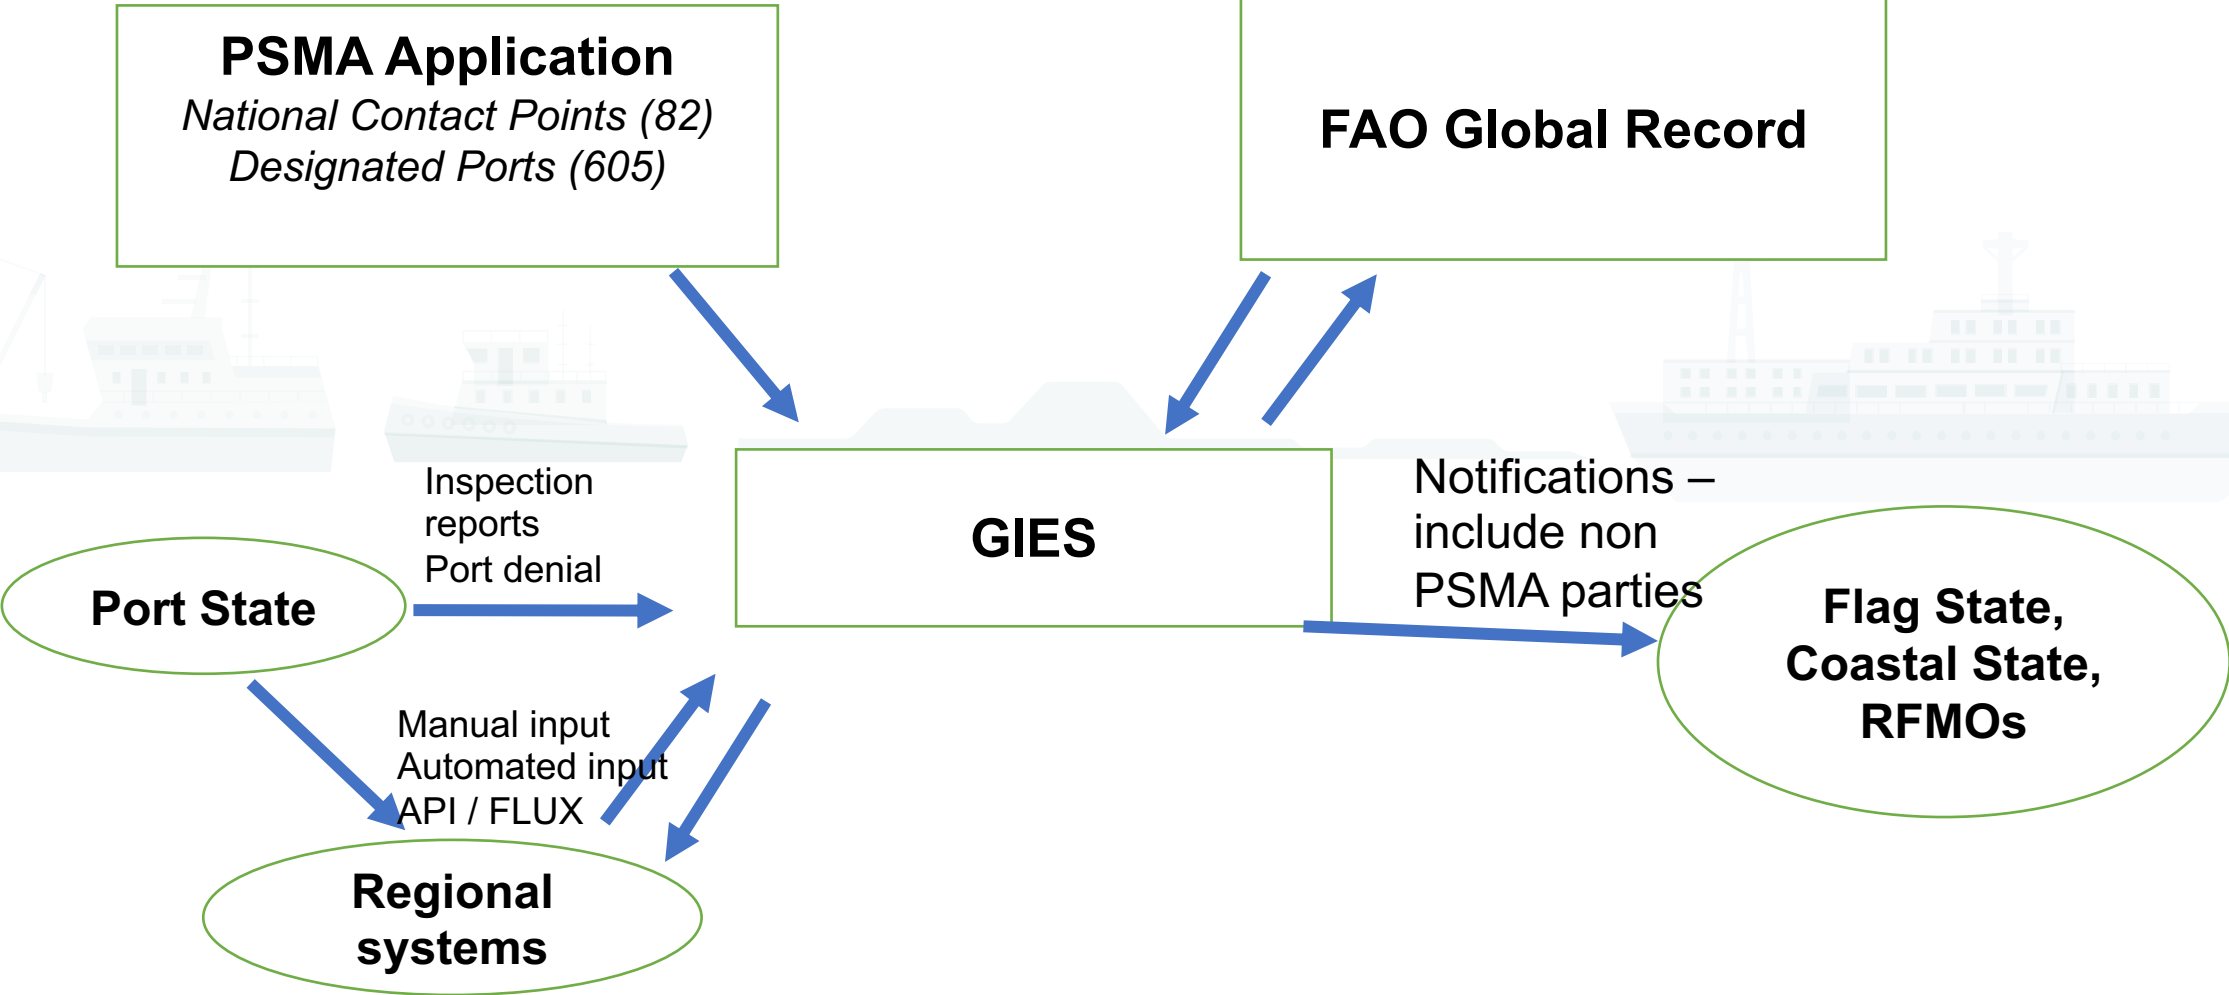 PSMA Application
National Contact Points (82)
Designated Ports (605)
FAO Global Record
Inspection
reports
Port denial
GIES
Notifications –
include non
PSMA parties
Port State
Flag State,
Coastal State,
RFMOs
Manual input
Automated input
API / FLUX
Regional
systems